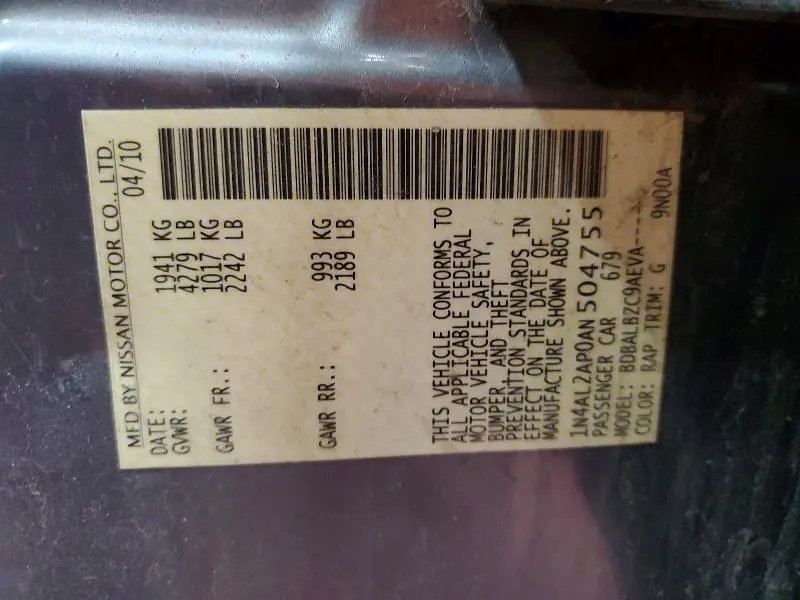 MFD BY NISSAN MOTOR CO., LTD.
DATE: 04/10
GVWR: 1941 KG
4279 LB
GAWR FR.: 1017 KG
2242 LB
GAWR RR.: 993 KG
2189 LB
THIS VEHICLE CONFORMS TO
ALL APPLICABLE FEDERAL
MOTOR VEHICLE SAFETY,
BUMPER, AND THEFT
PREVENTION STANDARDS IN
EFFECT ON THE DATE OF
MANUFACTURE SHOWN ABOVE.
1N4AL2AP0AN504755
PASSENGER CAR 679
MODEL: BDBALBZC9AEVA-----
COLOR: RAP TRIM: G 9N00A